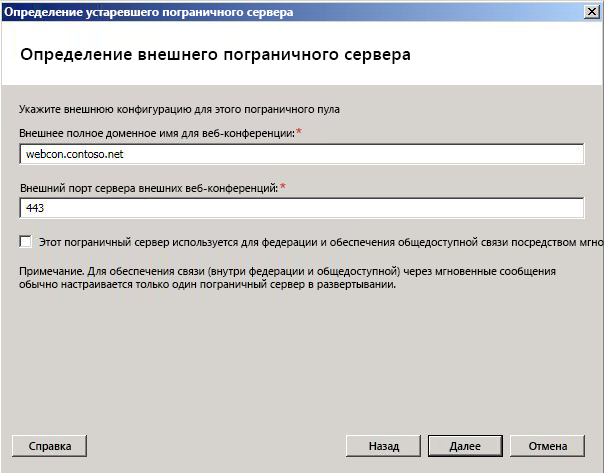 Определение устаревшего пограничного сервера
Определение внешнего пограничного сервера
Укажите внешнюю конфигурацию для этого пограничного пула
Внешнее полное доменное имя для веб-конференции:*
webcon.contoso.net
Внешний порт сервера внешних веб-конференций:*
443
Этот пограничный сервер используется для федерации и обеспечения общедоступной связи посредством мгно
Примечание. Для обеспечения связи (внутри федерации и общедоступной) через мгновенные сообщения
обычно настраивается только один пограничный сервер в развертывании.
Справка
Назад
Далее
Отмена